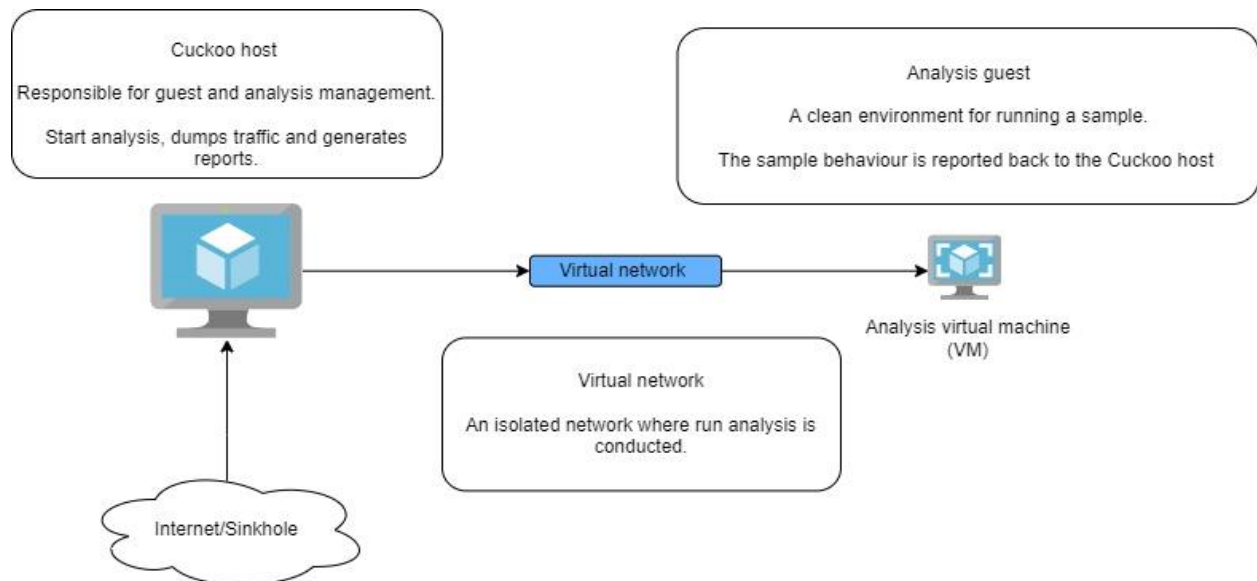 Cuckoo host
Responsible for guest and analysis management.
Start analysis, dumps traffic and generates
reports.
Analysis guest
A clean environment for running a sample.
The sample behaviour is reported back to the Cuckoo host
Virtual network
Analysis virtual machine
(VM)
Virtual network
An isolated network where run analysis is
conducted.
Internet/Sinkhole